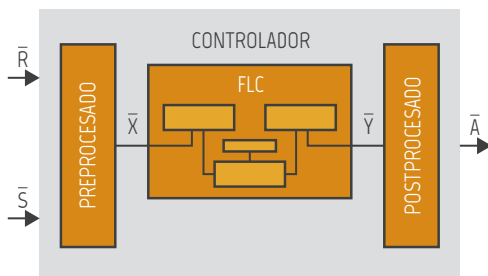 CONTROLADOR
R̅
S̅
PREPROCESADO
X̅
FLC
Y̅
POSTPROCESADO
A̅